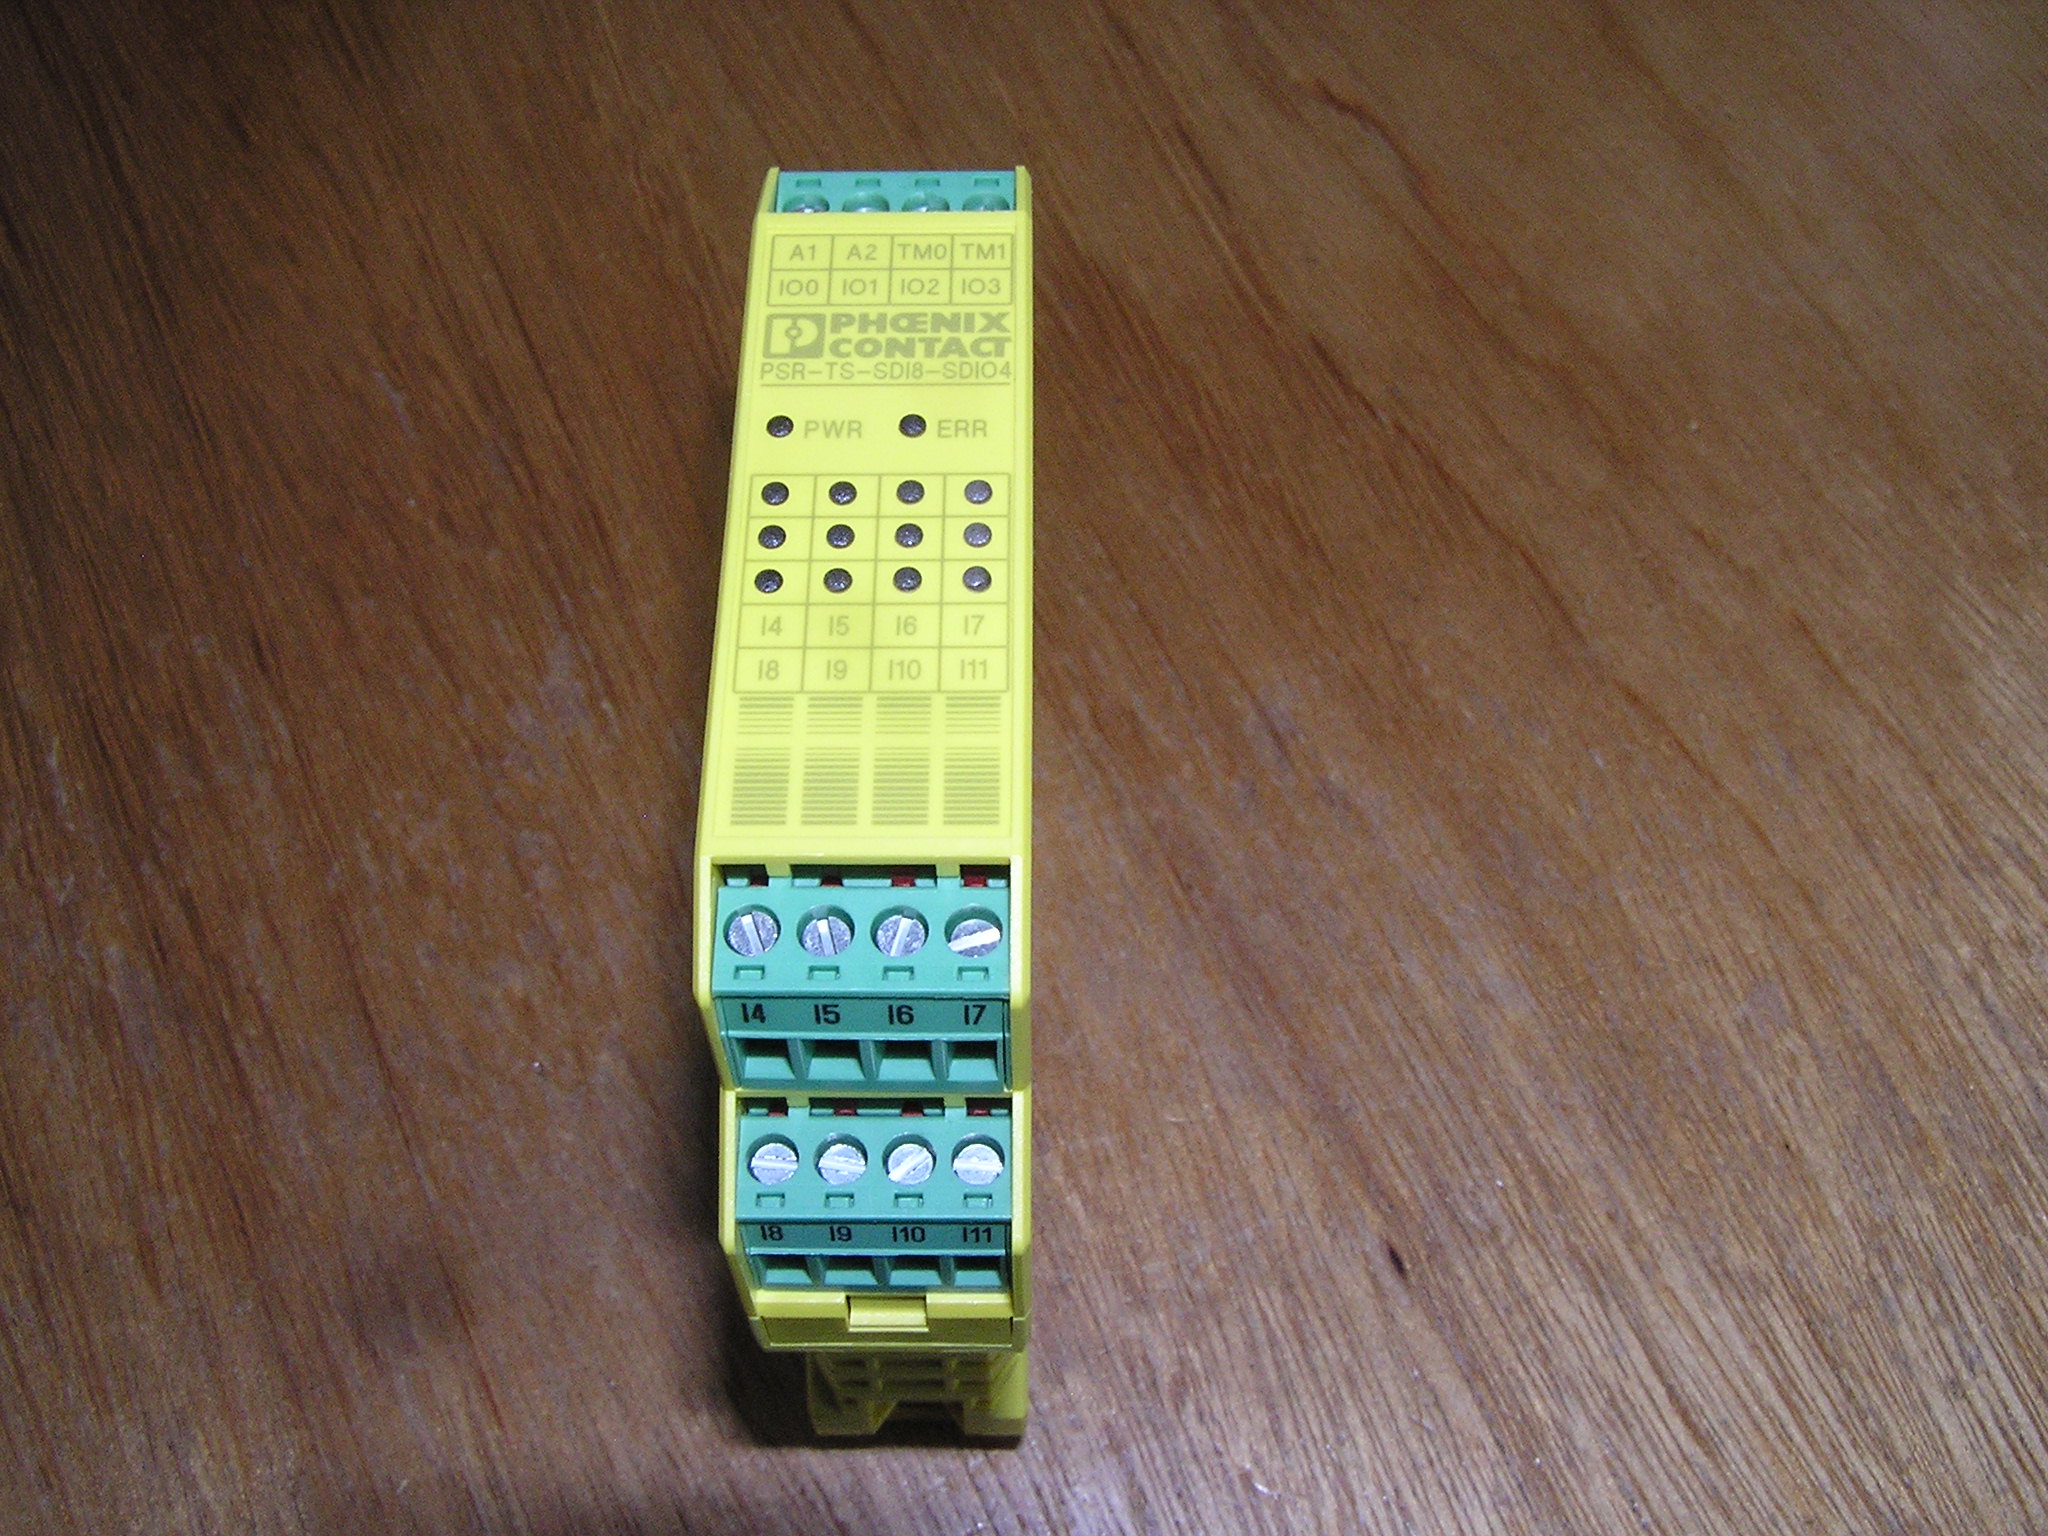 A1 A2 TM0 TM1
IO0 IO1 IO2 IO3
PHŒNIX
CONTACT
PSR-TS-SDI8-SDIO4
PWR ERR
I4 I5 I6 I7
I8 I9 I10 I11
I4 I5 I6 I7
I8 I9 I10 I11